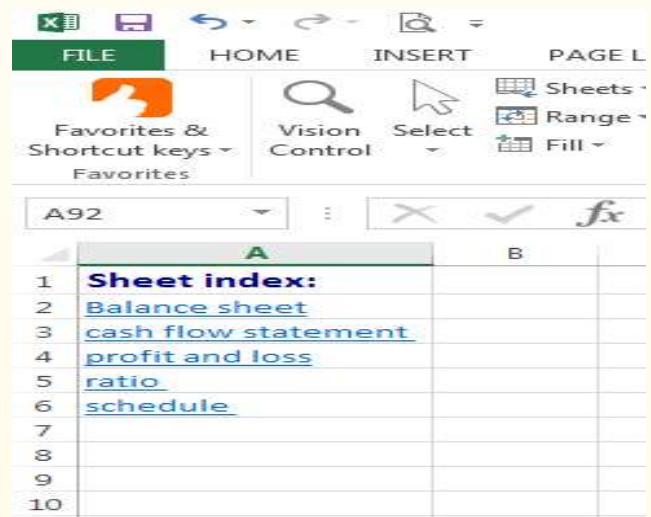 FILE HOME INSERT PAGE L
Favorites & Shortcut keys
Vision Control
Select
Sheets
Range
Fill
Favorites
A92 fx
A B
1 Sheet index:
2 Balance sheet
3 cash flow statement
4 profit and loss
5 ratio
6 schedule
7
8
9
10